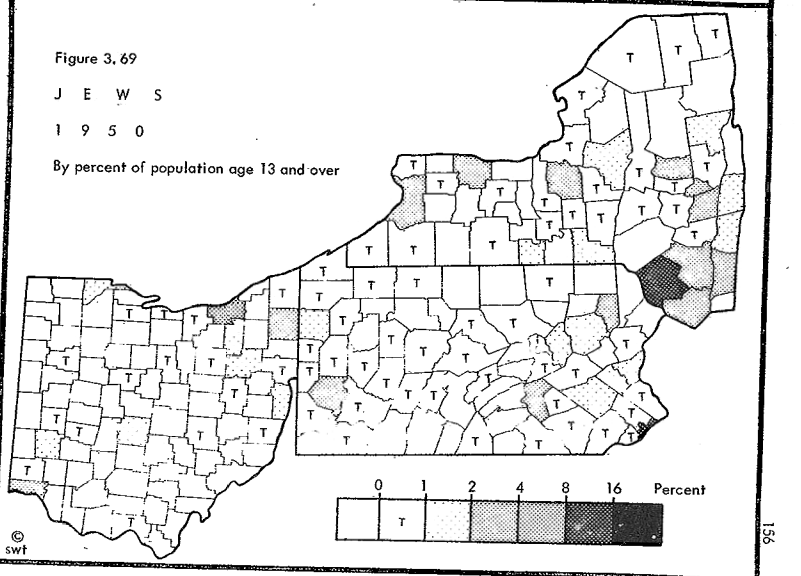 Figure 3.69
J E W S
1 9 5 0
By percent of population age 13 and over
0 1 2 4 8 16 Percent
T
156
©
swt